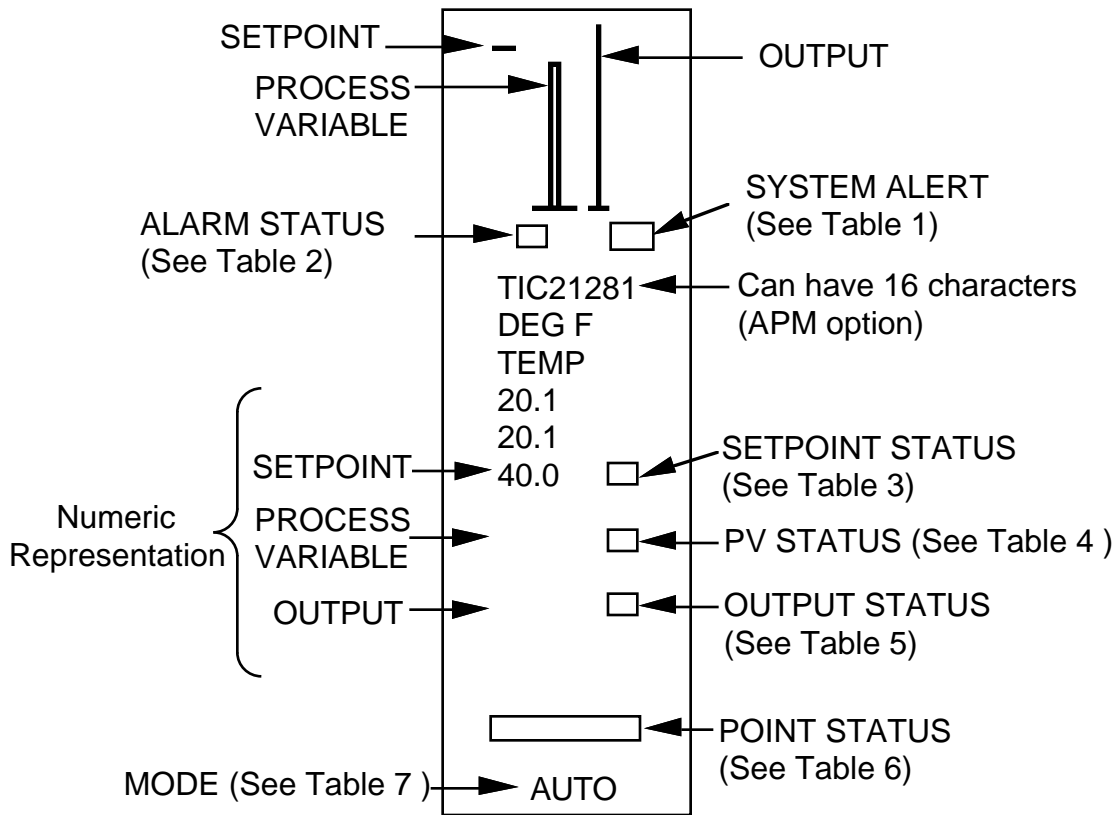 SETPOINT
OUTPUT
PROCESS
VARIABLE
SYSTEM ALERT
(See Table 1)
ALARM STATUS
(See Table 2)
TIC21281
Can have 16 characters
(APM option)
DEG F
TEMP
20.1
20.1
40.0
SETPOINT
SETPOINT STATUS
(See Table 3)
Numeric
Representation
PROCESS
VARIABLE
PV STATUS (See Table 4 )
OUTPUT
OUTPUT STATUS
(See Table 5)
POINT STATUS
(See Table 6)
MODE (See Table 7 )
AUTO